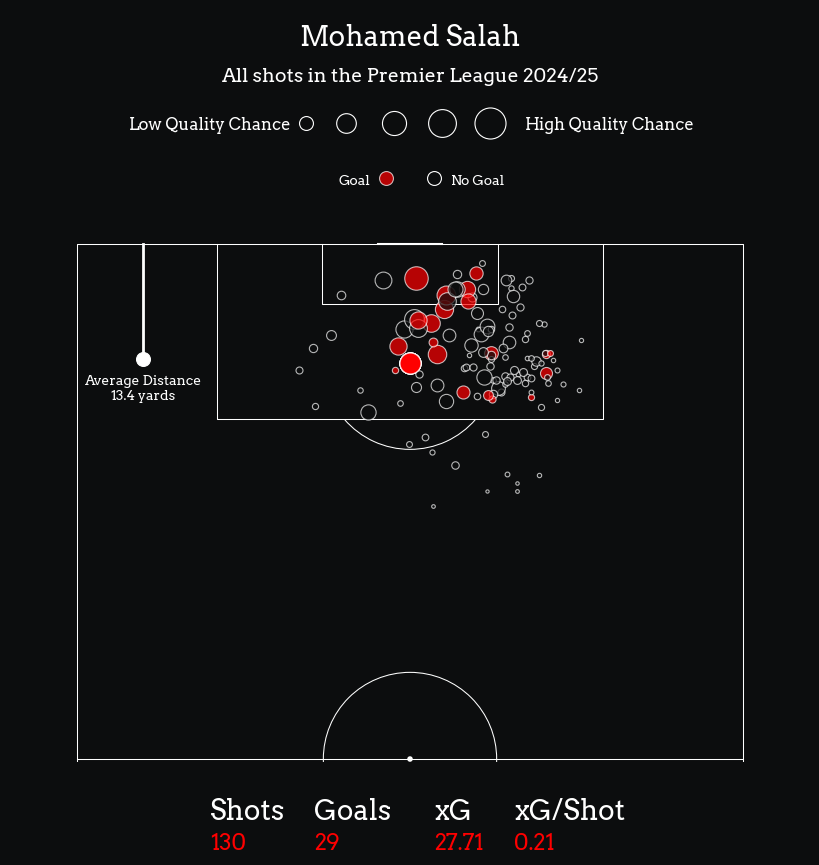 Mohamed Salah
All shots in the Premier League 2024/25
Low Quality Chance High Quality Chance
Goal No Goal
Average Distance
13.4 yards
Shots Goals xG xG/Shot
130 29 27.71 0.21